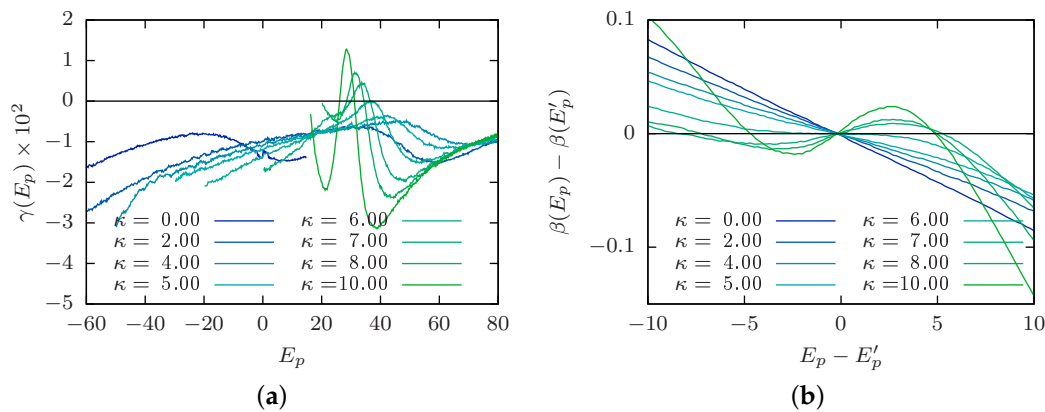 2
1
0
−1
−2
−3
−4
−5
γ(E_p) × 10^2
κ = 0.00
κ = 2.00
κ = 4.00
κ = 5.00
κ = 6.00
κ = 7.00
κ = 8.00
κ =10.00
−60 −40 −20 0 20 40 60 80
E_p
(a)
0.1
0
−0.1
β(E_p) − β(E′_p)
κ = 0.00
κ = 2.00
κ = 4.00
κ = 5.00
κ = 6.00
κ = 7.00
κ = 8.00
κ =10.00
−10 −5 0 5 10
E_p − E′_p
(b)